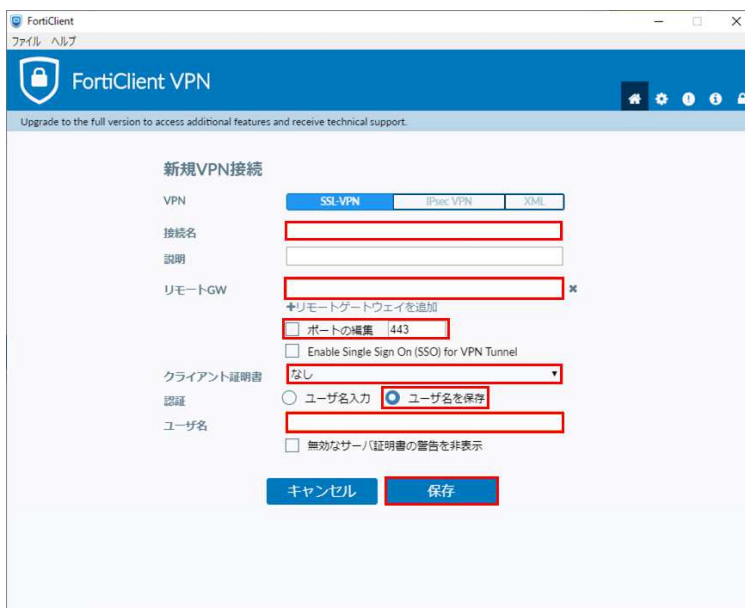 FortiClient
ファイル ヘルプ
FortiClient VPN
Upgrade to the full version to access additional features and receive technical support.
新規VPN接続
VPN SSL-VPN IPsec VPN XML
接続名
説明
リモートGW
+リモートゲートウェイを追加
ポートの編集 443
Enable Single Sign On (SSO) for VPN Tunnel
クライアント証明書 なし
認証 ユーザ名入力 ユーザ名を保存
ユーザ名
無効なサーバ証明書の警告を非表示
キャンセル 保存